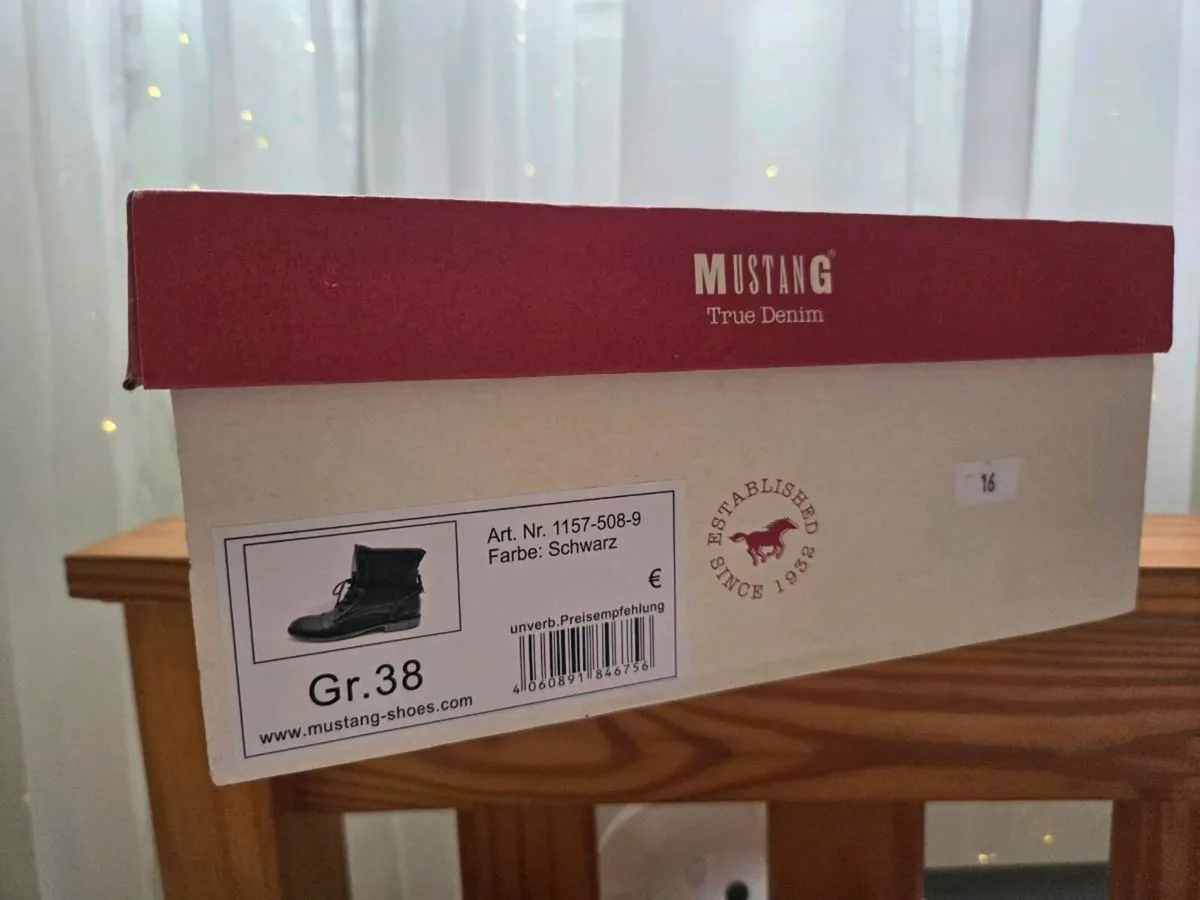 MUSTANG®
True Denim
16
ESTABLISHED
SINCE 1932
Art. Nr. 1157-508-9
Farbe: Schwarz
€
unverb.Preisempfehlung
4 060891 846756
Gr.38
www.mustang-shoes.com